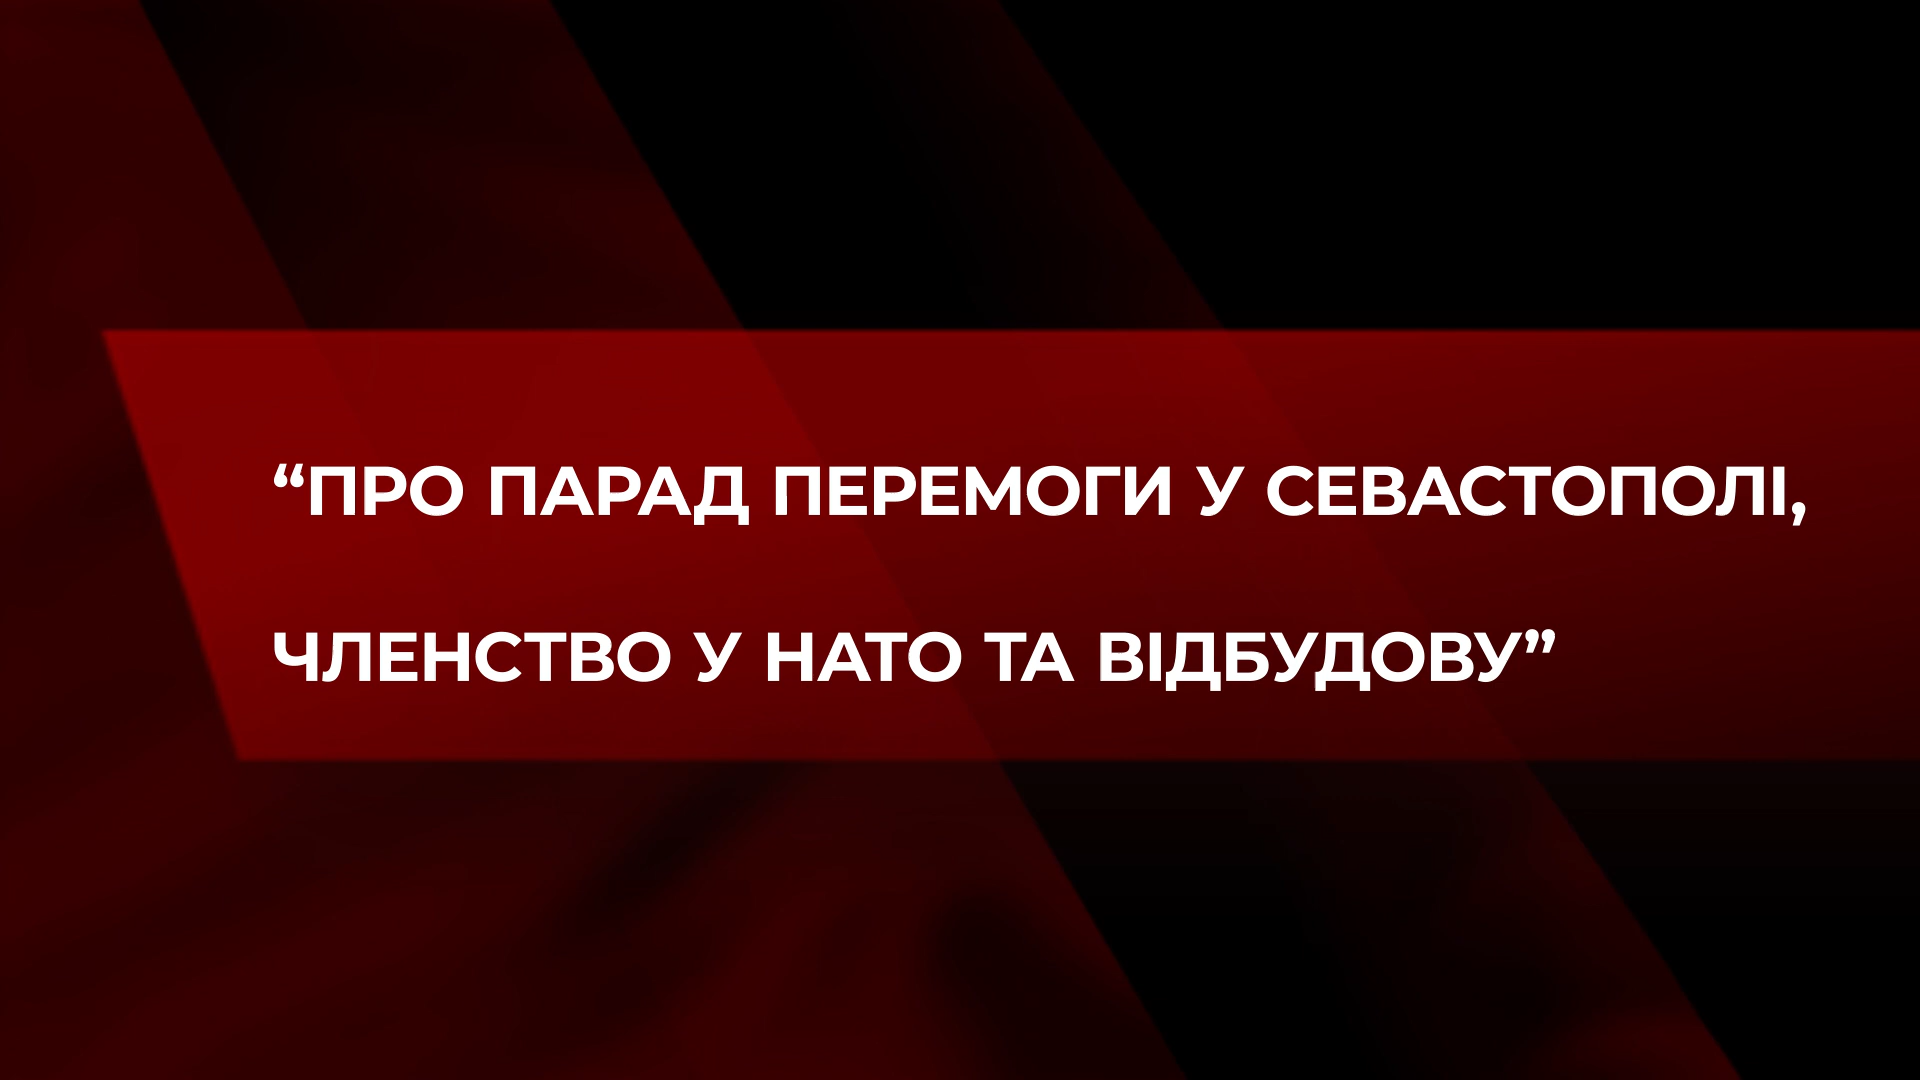 “ПРО ПАРАД ПЕРЕМОГИ У СЕВАСТОПОЛІ,
ЧЛЕНСТВО У НАТО ТА ВІДБУДОВУ”